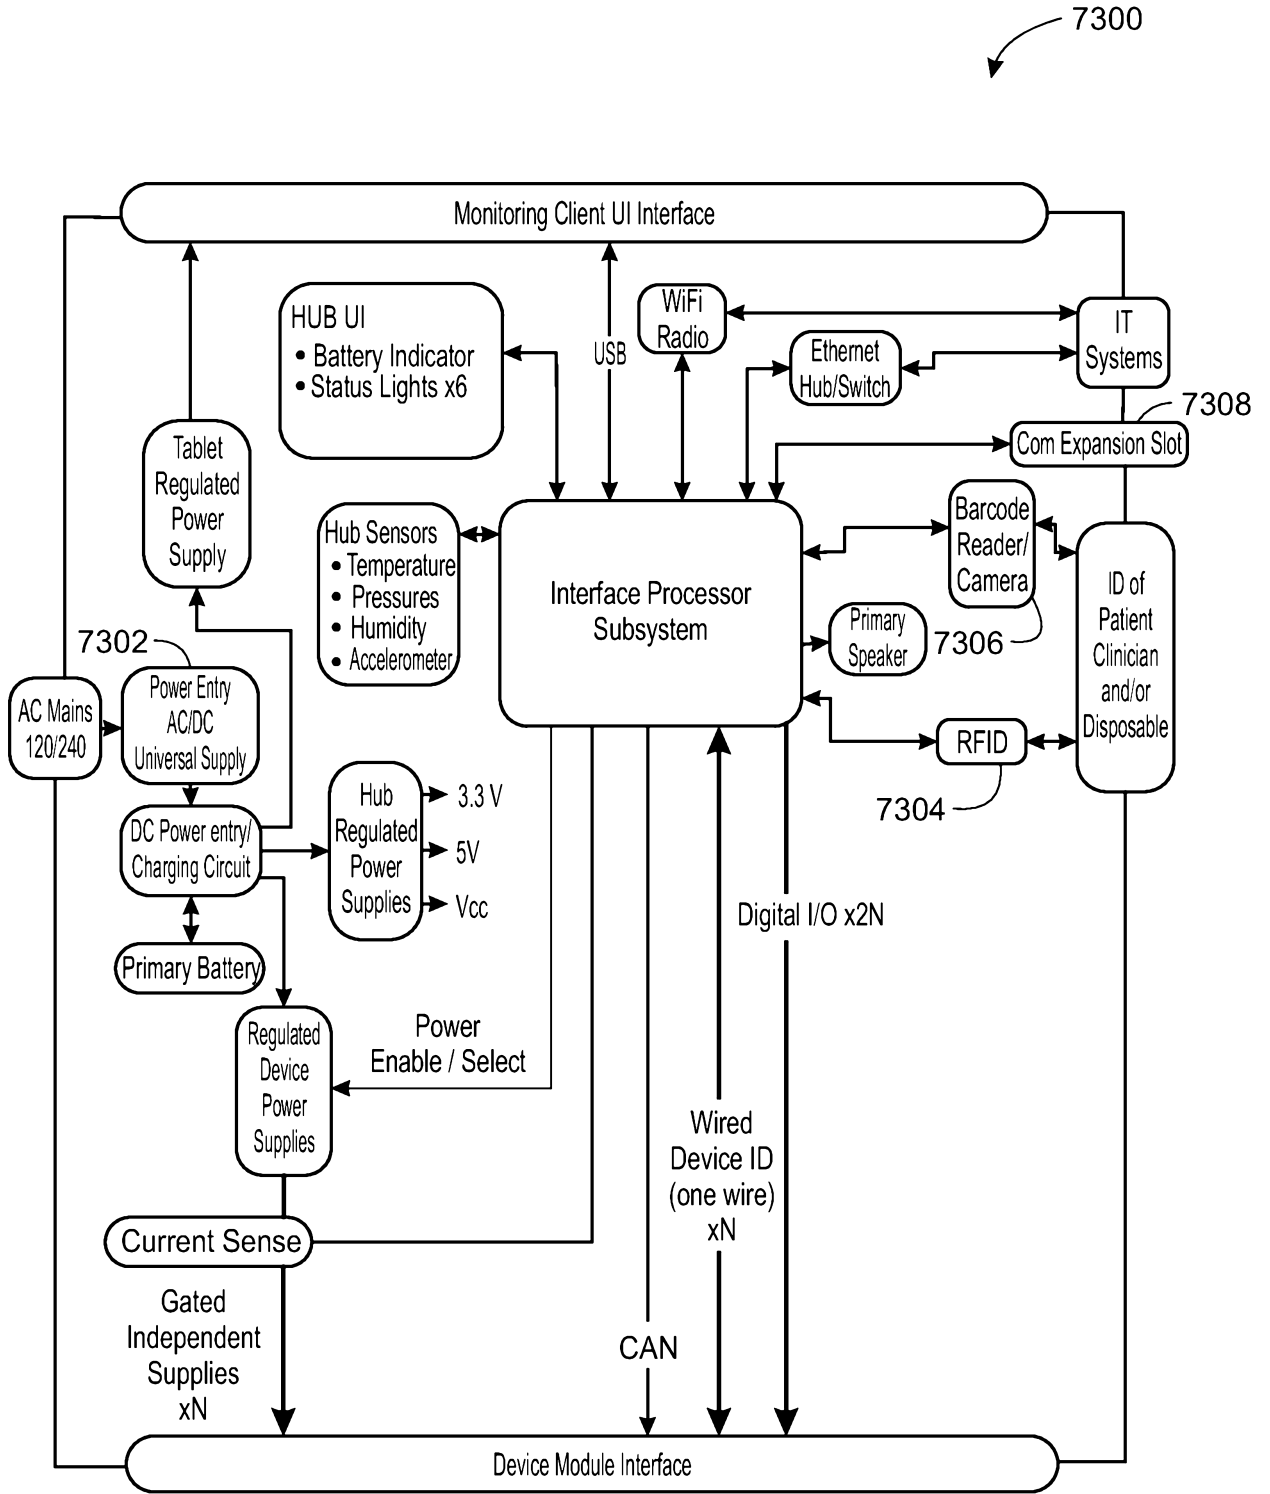 7300
Monitoring Client UI Interface
HUB UI
• Battery Indicator
• Status Lights x6
USB
WiFi
Radio
Ethernet
Hub/Switch
IT
Systems
7308
Com Expansion Slot
Tablet
Regulated
Power
Supply
Hub Sensors
• Temperature
• Pressures
• Humidity
• Accelerometer
Interface Processor
Subsystem
Barcode
Reader/
Camera
7306
Primary
Speaker
ID of
Patient
Clinician
and/or
Disposable
RFID
7304
7302
AC Mains
120/240
Power Entry
AC/DC
Universal Supply
DC Power entry/
Charging Circuit
Primary Battery
Hub
Regulated
Power
Supplies
3.3 V
5V
Vcc
Digital I/O x2N
Regulated
Device
Power
Supplies
Power
Enable / Select
Wired
Device ID
(one wire)
xN
Current Sense
Gated
Independent
Supplies
xN
CAN
Device Module Interface